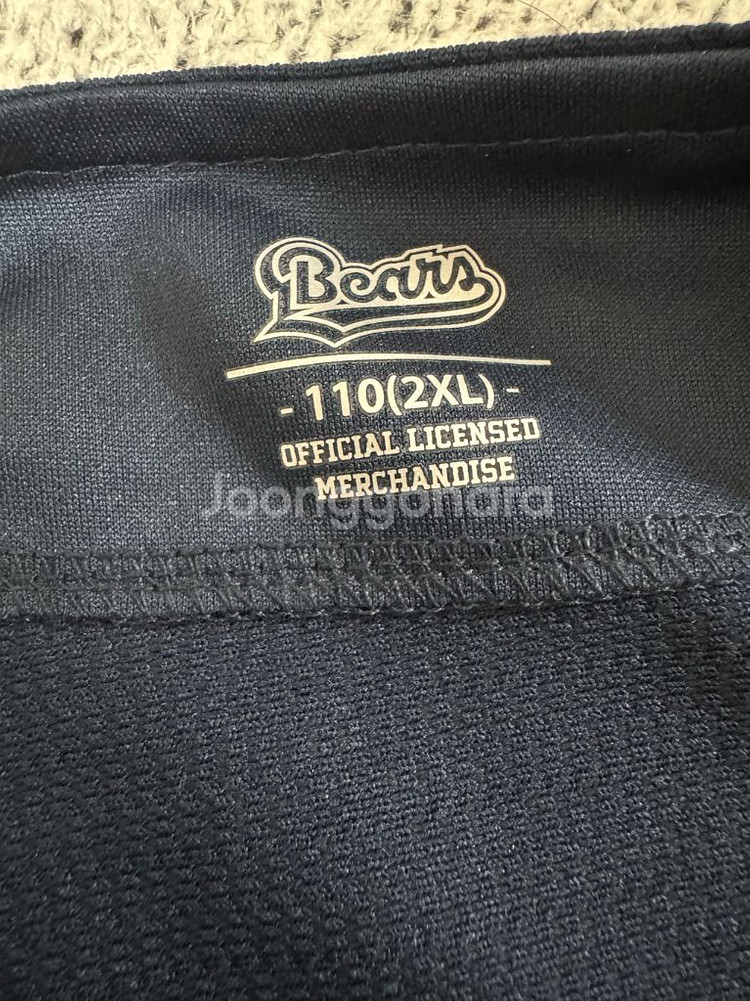 Bears
- 110(2XL) -
OFFICIAL LICENSED
MERCHANDISE
Joonggonara